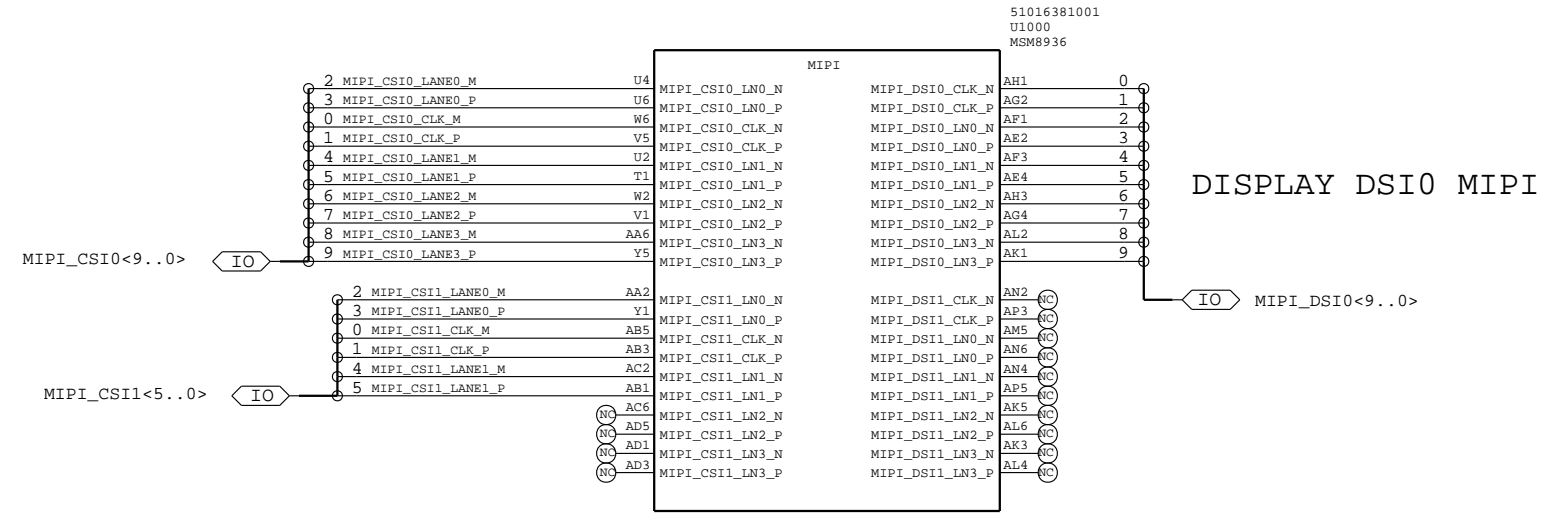 51016381001
U1000
MSM8936
MIPI
2 MIPI_CSI0_LANE0_M U4 MIPI_CSI0_LN0_N MIPI_DSI0_CLK_N AH1 0
3 MIPI_CSI0_LANE0_P U6 MIPI_CSI0_LN0_P MIPI_DSI0_CLK_P AG2 1
0 MIPI_CSI0_CLK_M W6 MIPI_CSI0_CLK_N MIPI_DSI0_LN0_N AF1 2
1 MIPI_CSI0_CLK_P V5 MIPI_CSI0_CLK_P MIPI_DSI0_LN0_P AE2 3
4 MIPI_CSI0_LANE1_M U2 MIPI_CSI0_LN1_N MIPI_DSI0_LN1_N AF3 4
5 MIPI_CSI0_LANE1_P T1 MIPI_CSI0_LN1_P MIPI_DSI0_LN1_P AE4 5
DISPLAY DSI0 MIPI
6 MIPI_CSI0_LANE2_M W2 MIPI_CSI0_LN2_N MIPI_DSI0_LN2_N AH3 6
7 MIPI_CSI0_LANE2_P V1 MIPI_CSI0_LN2_P MIPI_DSI0_LN2_P AG4 7
8 MIPI_CSI0_LANE3_M AA6 MIPI_CSI0_LN3_N MIPI_DSI0_LN3_N AL2 8
9 MIPI_CSI0_LANE3_P Y5 MIPI_CSI0_LN3_P MIPI_DSI0_LN3_P AK1 9
MIPI_CSI0<9..0> IO
2 MIPI_CSI1_LANE0_M AA2 MIPI_CSI1_LN0_N MIPI_DSI1_CLK_N AN2 NC
IO MIPI_DSI0<9..0>
3 MIPI_CSI1_LANE0_P Y1 MIPI_CSI1_LN0_P MIPI_DSI1_CLK_P AP3 NC
0 MIPI_CSI1_CLK_M AB5 MIPI_CSI1_CLK_N MIPI_DSI1_LN0_N AM5 NC
1 MIPI_CSI1_CLK_P AB3 MIPI_CSI1_CLK_P MIPI_DSI1_LN0_P AN6 NC
4 MIPI_CSI1_LANE1_M AC2 MIPI_CSI1_LN1_N MIPI_DSI1_LN1_N AN4 NC
5 MIPI_CSI1_LANE1_P AB1 MIPI_CSI1_LN1_P MIPI_DSI1_LN1_P AP5 NC
MIPI_CSI1<5..0> IO
NC AC6 MIPI_CSI1_LN2_N MIPI_DSI1_LN2_N AK5 NC
NC AD5 MIPI_CSI1_LN2_P MIPI_DSI1_LN2_P AL6 NC
NC AD1 MIPI_CSI1_LN3_N MIPI_DSI1_LN3_N AK3 NC
NC AD3 MIPI_CSI1_LN3_P MIPI_DSI1_LN3_P AL4 NC